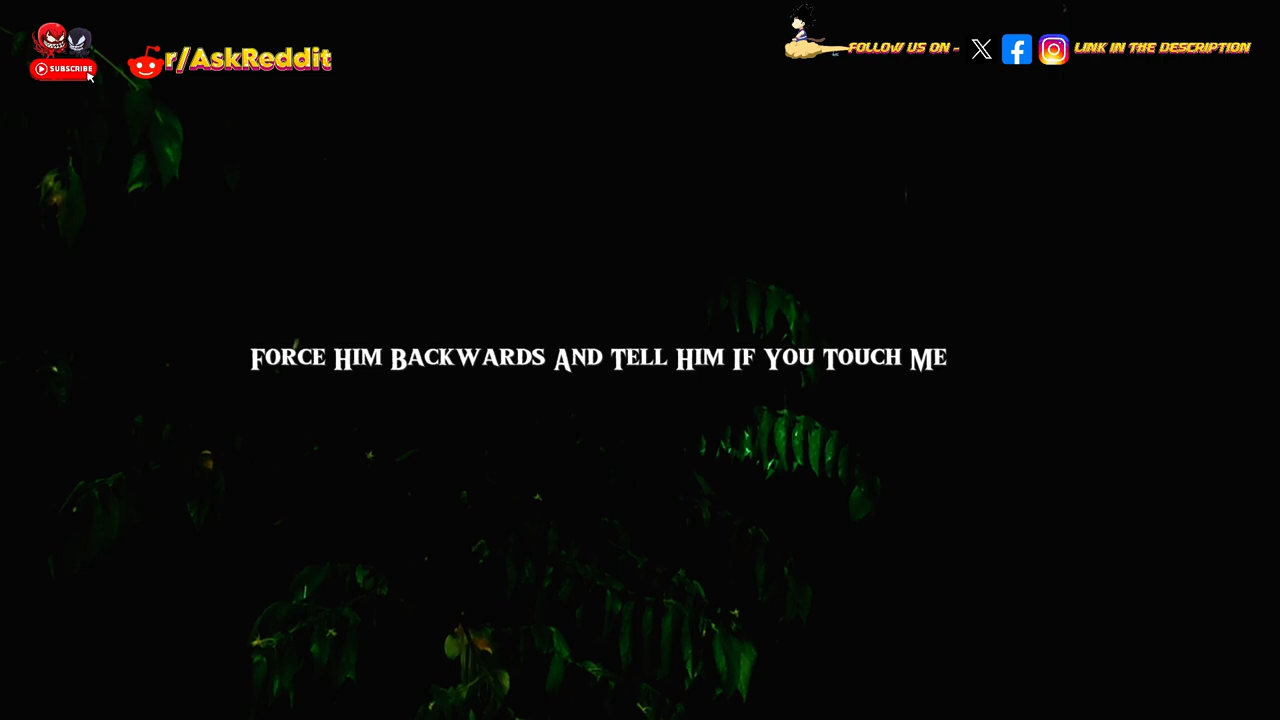 SUBSCRIBE
r/AskReddit
FOLLOW US ON -
LINK IN THE DESCRIPTION
Force Him Backwards And Tell Him If You Touch Me